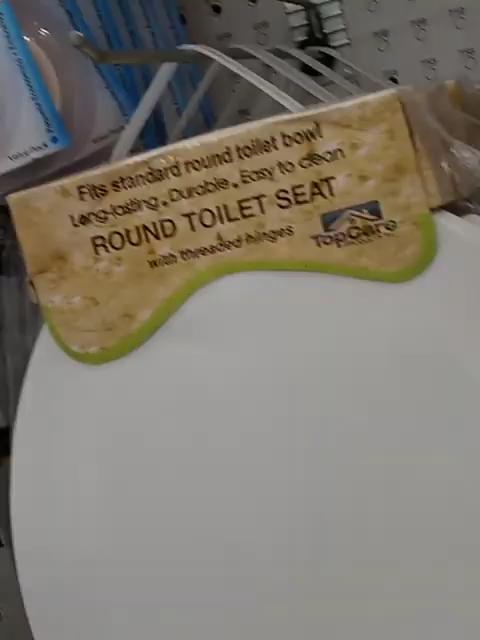 Fits standard round toilet bowl
Long-lasting . Durable . Easy to clean
ROUND TOILET SEAT
with threaded hinges
TopCare